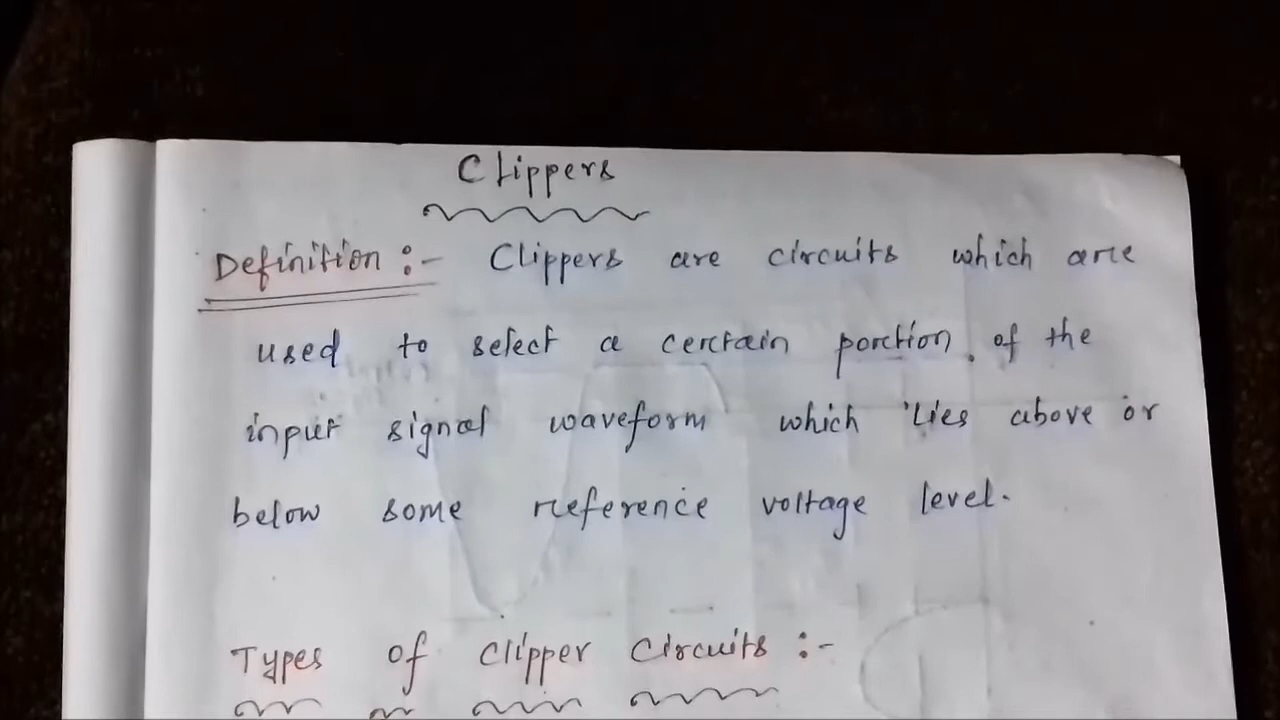 Clippers
Definition :- Clippers are circuits which are
used to select a certain portion of the
input signal waveform which lies above or
below some reference voltage level.
Types of clipper circuits :-